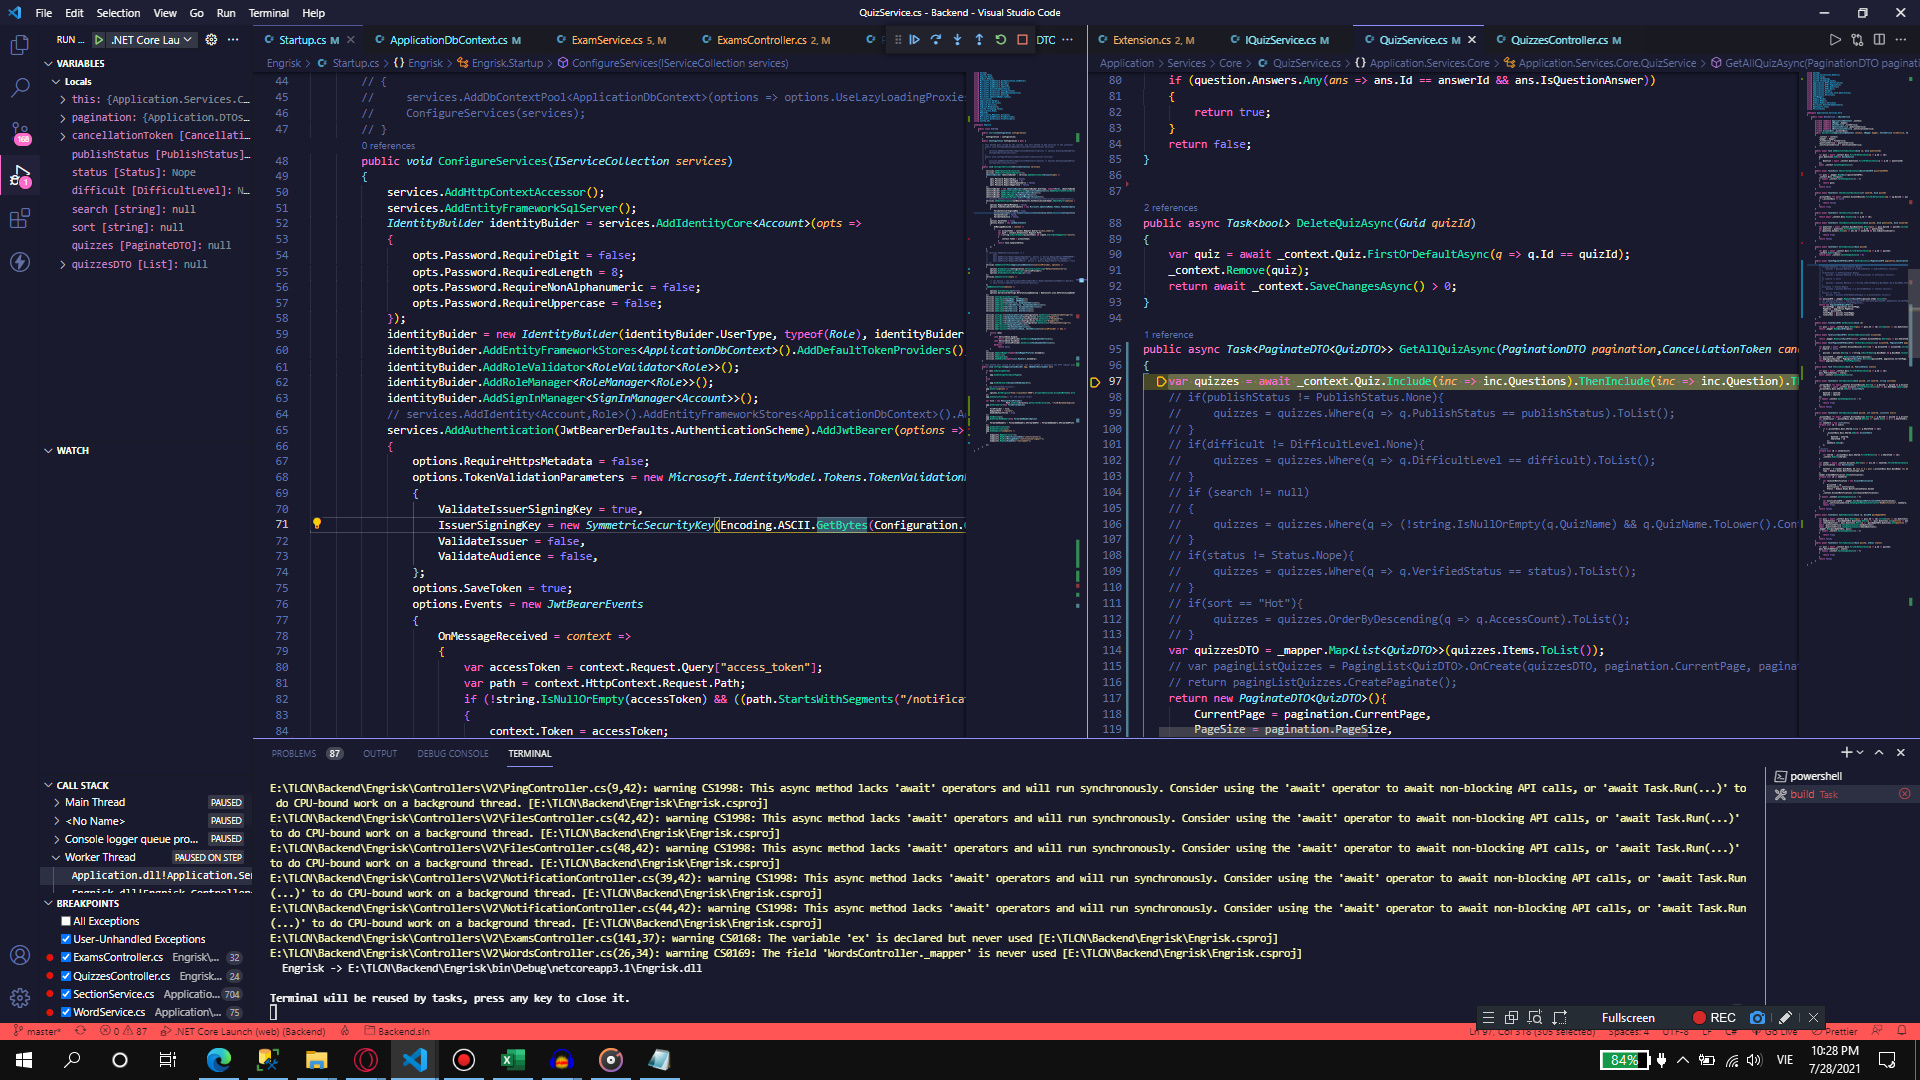 File Edit Selection View Go Run Terminal Help
QuizService.cs - Backend - Visual Studio Code
RUN ... .NET Core Lau
VARIABLES
Locals
this: {Application.Services.C...
pagination: {Application.DTOs...
cancellationToken [Cancellati...
publishStatus [PublishStatus]...
status [Status]: Nope
difficult [DifficultLevel]: N...
search [string]: null
sort [string]: null
quizzes [PaginateDTO]: null
quizzesDTO [List]: null
WATCH
CALL STACK
Main Thread PAUSED
<No Name> PAUSED
Console logger queue pro... PAUSED
Worker Thread PAUSED ON STEP
Application.dll!Application.Se
Engrisk.dll!Engrisk.Controller
BREAKPOINTS
All Exceptions
User-Unhandled Exceptions
ExamsController.cs Engrisk\... 32
QuizzesController.cs Engrisk... 24
SectionService.cs Applicatio... 704
WordService.cs Application\... 75
168
1
Startup.cs M
ApplicationDbContext.cs M
ExamService.cs 5, M
ExamsController.cs 2, M
DTC
Engrisk > Startup.cs > {} Engrisk > Engrisk.Startup > ConfigureServices(IServiceCollection services)
44 // {
45 //     services.AddDbContextPool<ApplicationDbContext>(options => options.UseLazyLoadingProxie
46 //     ConfigureServices(services);
47 // }
0 references
48 public void ConfigureServices(IServiceCollection services)
49 {
50 services.AddHttpContextAccessor();
51 services.AddEntityFrameworkSqlServer();
52 IdentityBuilder identityBuider = services.AddIdentityCore<Account>(opts =>
53 {
54 opts.Password.RequireDigit = false;
55 opts.Password.RequiredLength = 8;
56 opts.Password.RequireNonAlphanumeric = false;
57 opts.Password.RequireUppercase = false;
58 });
59 identityBuider = new IdentityBuilder(identityBuider.UserType, typeof(Role), identityBuider
60 identityBuider.AddEntityFrameworkStores<ApplicationDbContext>().AddDefaultTokenProviders()
61 identityBuider.AddRoleValidator<RoleValidator<Role>>();
62 identityBuider.AddRoleManager<RoleManager<Role>>();
63 identityBuider.AddSignInManager<SignInManager<Account>>();
64 // services.AddIdentity<Account,Role>().AddEntityFrameworkStores<ApplicationDbContext>().A
65 services.AddAuthentication(JwtBearerDefaults.AuthenticationScheme).AddJwtBearer(options =>
66 {
67 options.RequireHttpsMetadata = false;
68 options.TokenValidationParameters = new Microsoft.IdentityModel.Tokens.TokenValidation
69 {
70 ValidateIssuerSigningKey = true,
71 IssuerSigningKey = new SymmetricSecurityKey(Encoding.ASCII.GetBytes(Configuration.
72 ValidateIssuer = false,
73 ValidateAudience = false,
74 };
75 options.SaveToken = true;
76 options.Events = new JwtBearerEvents
77 {
78 OnMessageReceived = context =>
79 {
80 var accessToken = context.Request.Query["access_token"];
81 var path = context.HttpContext.Request.Path;
82 if (!string.IsNullOrEmpty(accessToken) && ((path.StartsWithSegments("/notifica
83 {
84 context.Token = accessToken;
Extension.cs 2, M
IQuizService.cs M
QuizService.cs M
QuizzesController.cs M
Application > Services > Core > QuizService.cs > {} Application.Services.Core > Application.Services.Core.QuizService > GetAllQuizAsync(PaginationDTO paginati
80 if (question.Answers.Any(ans => ans.Id == answerId && ans.IsQuestionAnswer))
81 {
82 return true;
83 }
84 return false;
85 }
86
87
2 references
88 public async Task<bool> DeleteQuizAsync(Guid quizId)
89 {
90 var quiz = await _context.Quiz.FirstOrDefaultAsync(q => q.Id == quizId);
91 _context.Remove(quiz);
92 return await _context.SaveChangesAsync() > 0;
93 }
94
1 reference
95 public async Task<PaginateDTO<QuizDTO>> GetAllQuizAsync(PaginationDTO pagination,CancellationToken can
96 {
97 var quizzes = await _context.Quiz.Include(inc => inc.Questions).ThenInclude(inc => inc.Question).T
98 // if(publishStatus != PublishStatus.None){
99 //     quizzes = quizzes.Where(q => q.PublishStatus == publishStatus).ToList();
100 // }
101 // if(difficult != DifficultLevel.None){
102 //     quizzes = quizzes.Where(q => q.DifficultLevel == difficult).ToList();
103 // }
104 // if (search != null)
105 // {
106 //     quizzes = quizzes.Where(q => (!string.IsNullOrEmpty(q.QuizName) && q.QuizName.ToLower().Con
107 // }
108 // if(status != Status.Nope){
109 //     quizzes = quizzes.Where(q => q.VerifiedStatus == status).ToList();
110 // }
111 // if(sort == "Hot"){
112 //     quizzes = quizzes.OrderByDescending(q => q.AccessCount).ToList();
113 // }
114 var quizzesDTO = _mapper.Map<List<QuizDTO>>(quizzes.Items.ToList());
115 // var pagingListQuizzes = PagingList<QuizDTO>.OnCreate(quizzesDTO, pagination.CurrentPage, pagina
116 // return pagingListQuizzes.CreatePaginate();
117 return new PaginateDTO<QuizDTO>(){
118 CurrentPage = pagination.CurrentPage,
119 PageSize = pagination.PageSize,
PROBLEMS 87 OUTPUT DEBUG CONSOLE TERMINAL
E:\TLCN\Backend\Engrisk\Controllers\V2\PingController.cs(9,42): warning CS1998: This async method lacks 'await' operators and will run synchronously. Consider using the 'await' operator to await non-blocking API calls, or 'await Task.Run(...)' to
do CPU-bound work on a background thread. [E:\TLCN\Backend\Engrisk\Engrisk.csproj]
E:\TLCN\Backend\Engrisk\Controllers\V2\FilesController.cs(42,42): warning CS1998: This async method lacks 'await' operators and will run synchronously. Consider using the 'await' operator to await non-blocking API calls, or 'await Task.Run(...)'
to do CPU-bound work on a background thread. [E:\TLCN\Backend\Engrisk\Engrisk.csproj]
E:\TLCN\Backend\Engrisk\Controllers\V2\FilesController.cs(48,42): warning CS1998: This async method lacks 'await' operators and will run synchronously. Consider using the 'await' operator to await non-blocking API calls, or 'await Task.Run(...)'
to do CPU-bound work on a background thread. [E:\TLCN\Backend\Engrisk\Engrisk.csproj]
E:\TLCN\Backend\Engrisk\Controllers\V2\NotificationController.cs(39,42): warning CS1998: This async method lacks 'await' operators and will run synchronously. Consider using the 'await' operator to await non-blocking API calls, or 'await Task.Run
(...)' to do CPU-bound work on a background thread. [E:\TLCN\Backend\Engrisk\Engrisk.csproj]
E:\TLCN\Backend\Engrisk\Controllers\V2\NotificationController.cs(44,42): warning CS1998: This async method lacks 'await' operators and will run synchronously. Consider using the 'await' operator to await non-blocking API calls, or 'await Task.Run
(...)' to do CPU-bound work on a background thread. [E:\TLCN\Backend\Engrisk\Engrisk.csproj]
E:\TLCN\Backend\Engrisk\Controllers\V2\ExamsController.cs(141,37): warning CS0168: The variable 'ex' is declared but never used [E:\TLCN\Backend\Engrisk\Engrisk.csproj]
E:\TLCN\Backend\Engrisk\Controllers\V2\WordsController.cs(26,34): warning CS0169: The field 'WordsController._mapper' is never used [E:\TLCN\Backend\Engrisk\Engrisk.csproj]
Engrisk -> E:\TLCN\Backend\Engrisk\bin\Debug\netcoreapp3.1\Engrisk.dll
Terminal will be reused by tasks, press any key to close it.
powershell
build Task
Fullscreen REC
master* 0 87 .NET Core Launch (web) (Backend) Backend.sln
Ln 97, Col 318 (305 selected) Spaces: 4 UTF-8 LF C# Go Live Prettier
84% VIE 10:28 PM
7/28/2021